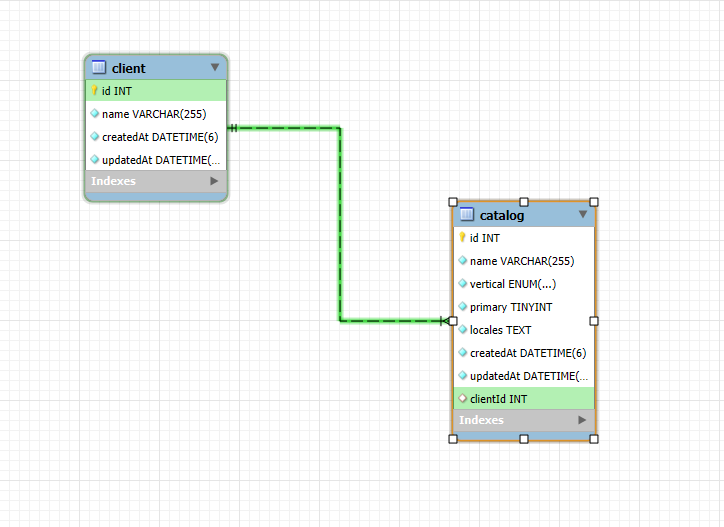 client
id INT
name VARCHAR(255)
createdAt DATETIME(6)
updatedAt DATETIME(...
Indexes
catalog
id INT
name VARCHAR(255)
vertical ENUM(...)
primary TINYINT
locales TEXT
createdAt DATETIME(6)
updatedAt DATETIME(...
clientId INT
Indexes